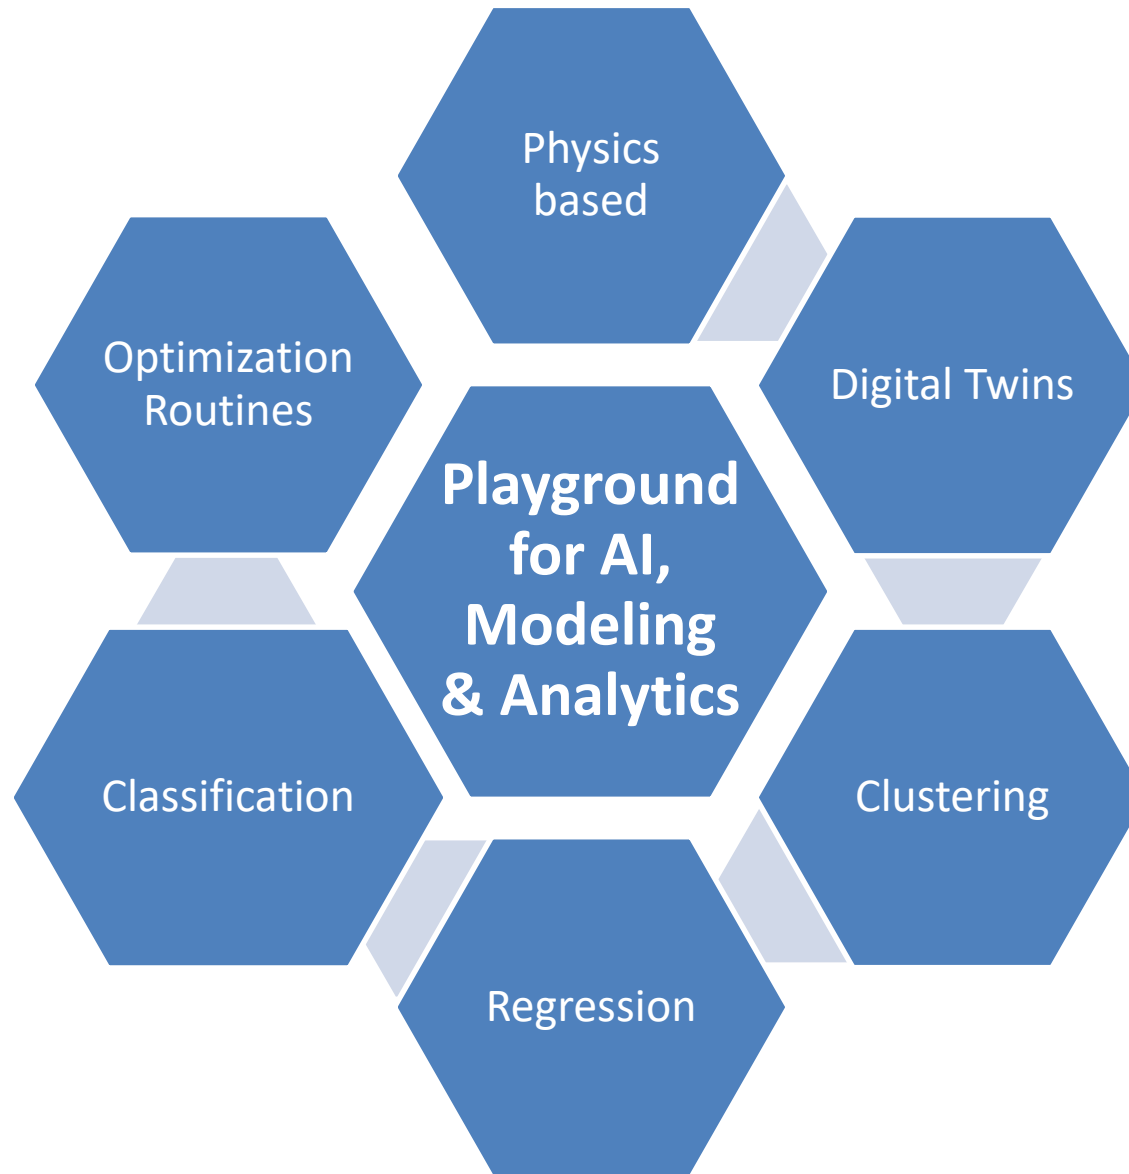 Physics
based
Optimization
Routines
Digital Twins
Playground
for AI,
Modeling
& Analytics
Classification
Clustering
Regression